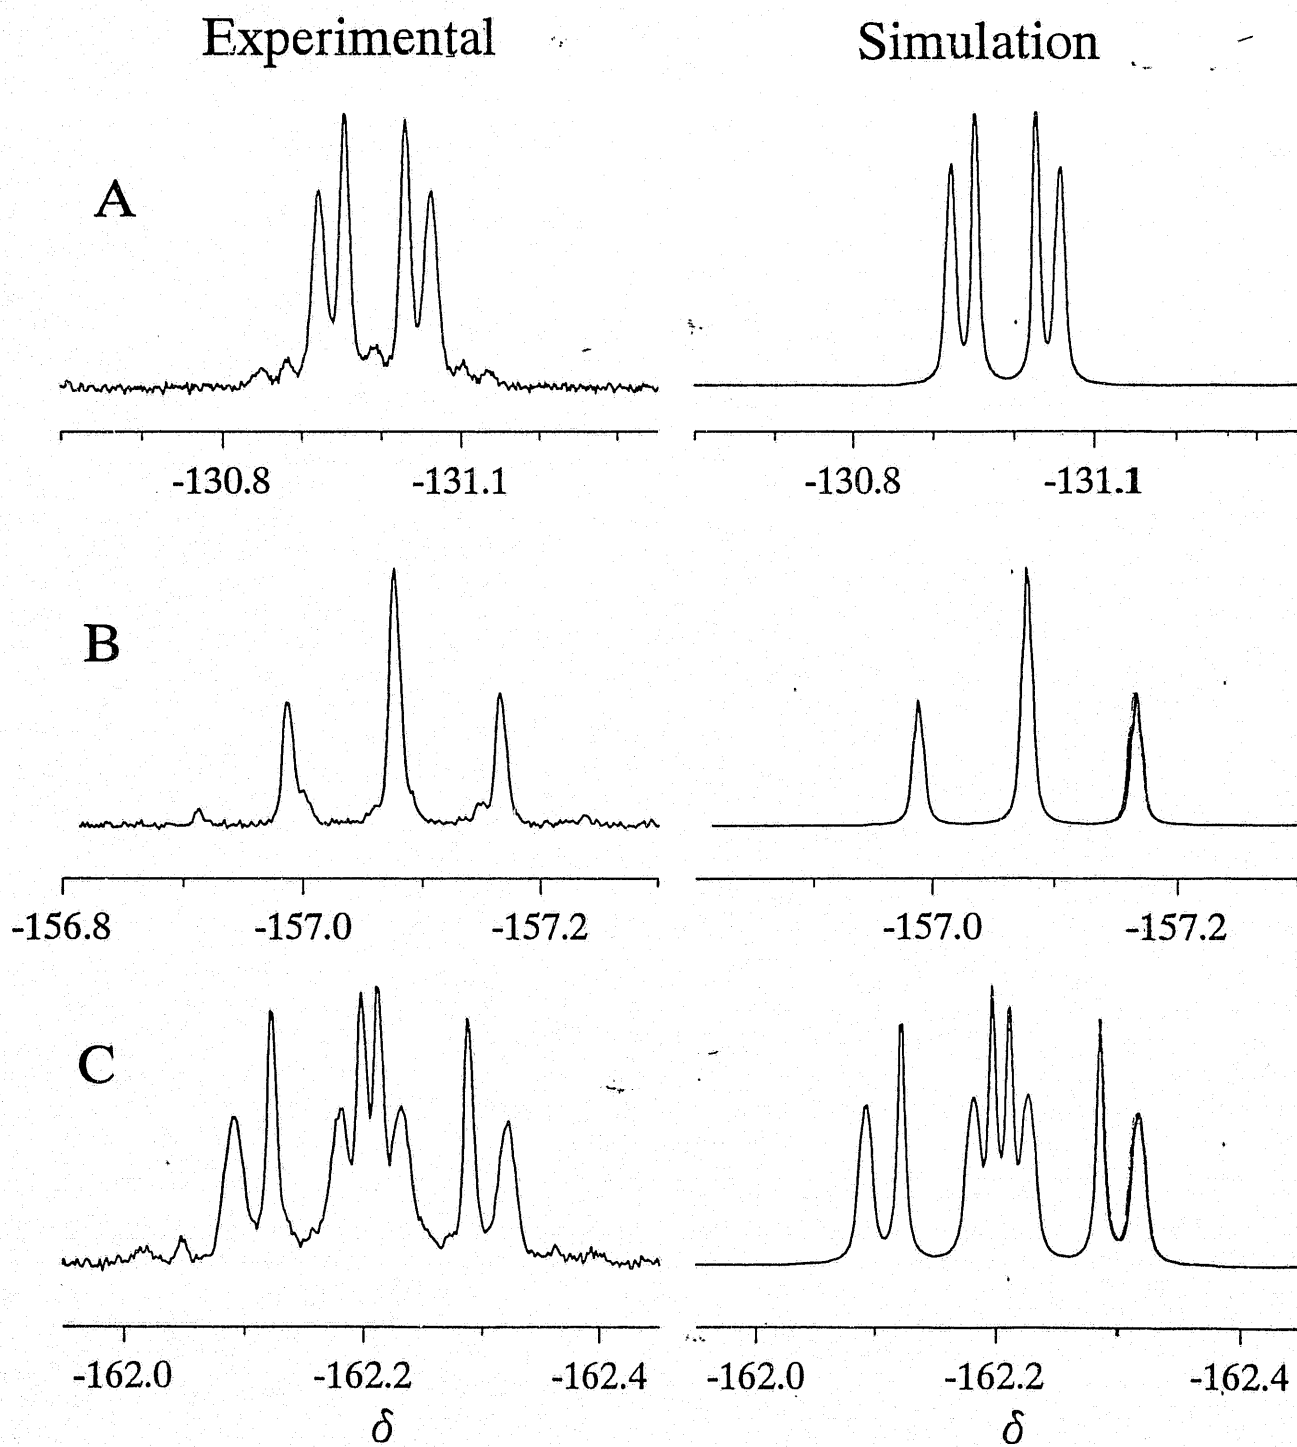 Experimental Simulation
A
-130.8 -131.1 -130.8 -131.1
B
-156.8 -157.0 -157.2 -157.0 -157.2
C
-162.0 -162.2 -162.4 -162.0 -162.2 -162.4
δ δ